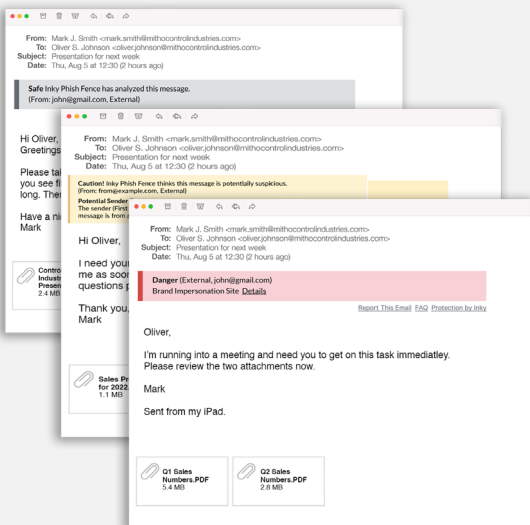 From: Mark J. Smith <mark.smith@mithocontrolindustries.com>
To: Oliver S. Johnson <oliver.johnson@mithocontrolindustries.com>
Subject: Presentation for next week
Date: Thu, Aug 5 at 12:30 (2 hours ago)
Safe Inky Phish Fence has analyzed this message.
(From: john@gmail.com, External)
Hi Oliver,
Greetings
Please
you see
long.
Have a
Mark
2.4 MB
From: Mark J. Smith <mark.smith@mithocontrolindustries.com>
To: Oliver S. Johnson <oliver.johnson@mithocontrolindustries.com>
Subject: Presentation for next week
Date: Thu, Aug 5 at 12:30 (2 hours ago)
Caution! Inky Phish Fence thinks this message is potentially suspicious.
(From: from@example.com, External)
Potential Sender
The sender (First
message is from
Hi Oliver,
I need your
me as soon
questions
Thank you,
Mark
Sales
for 2022
1.1 MB
From: Mark J. Smith <mark.smith@mithocontrolindustries.com>
To: Oliver S. Johnson <oliver.johnson@mithocontrolindustries.com>
Subject: Presentation for next week
Date: Thu, Aug 5 at 12:30 (2 hours ago)
Danger (External, john@gmail.com)
Brand Impersonation Site Details
Report This Email FAQ Protection by Inky
Oliver,
I'm running into a meeting and need you to get on this task immediatley.
Please review the two attachments now.
Mark
Sent from my iPad.
Q1 Sales
Numbers.PDF
5.4 MB
Q2 Sales
Numbers.PDF
2.8 MB